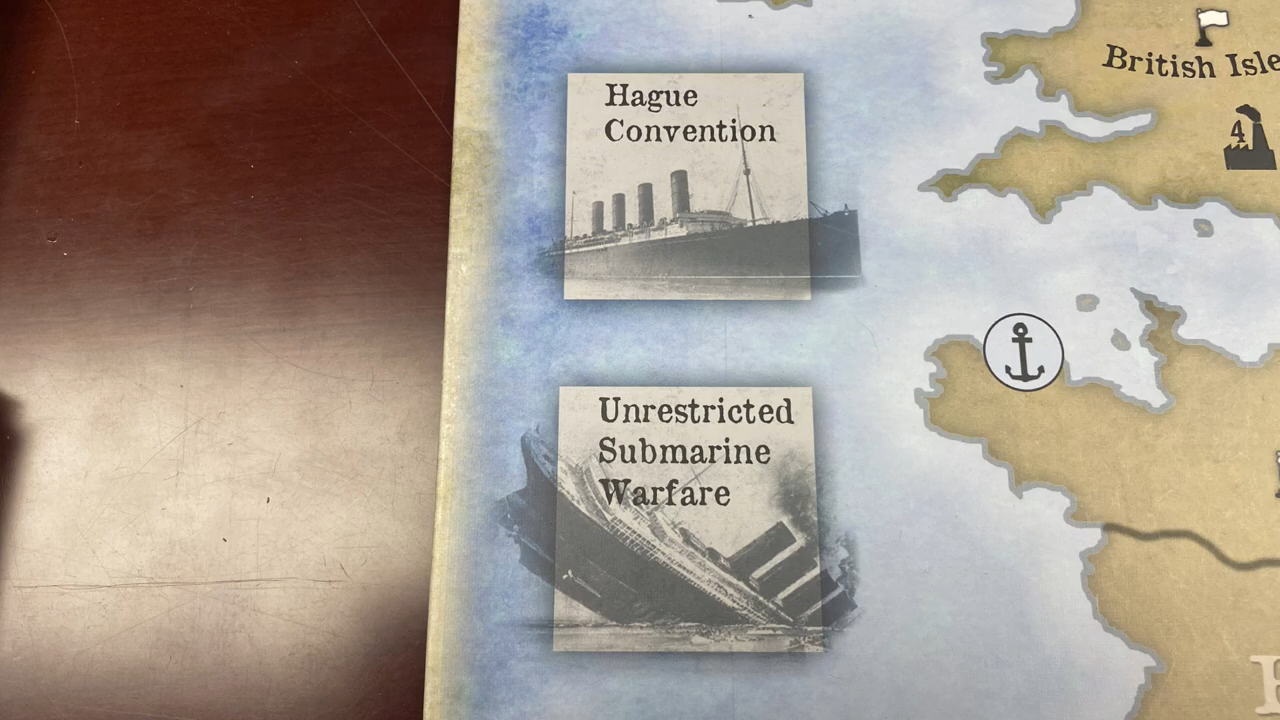 Hague
Convention
British Isle
4
Unrestricted
Submarine
Warfare